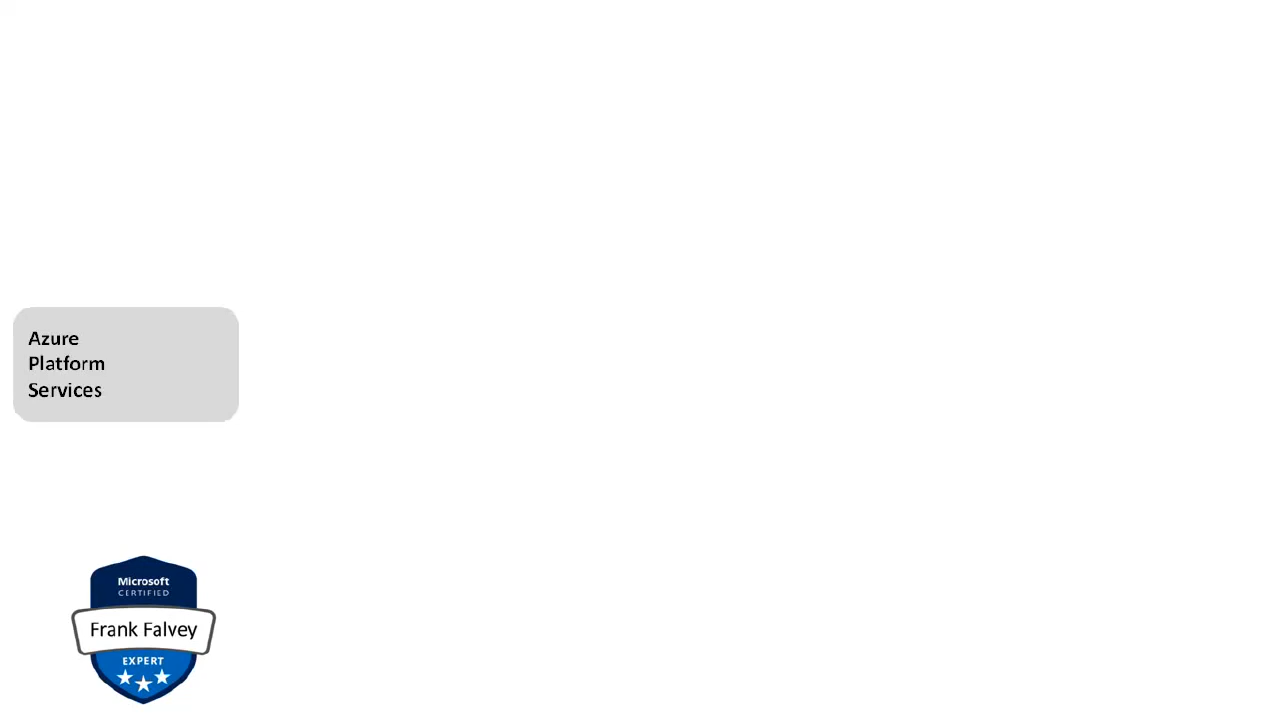 Azure
Platform
Services
Microsoft
CERTIFIED
Frank Falvey
EXPERT